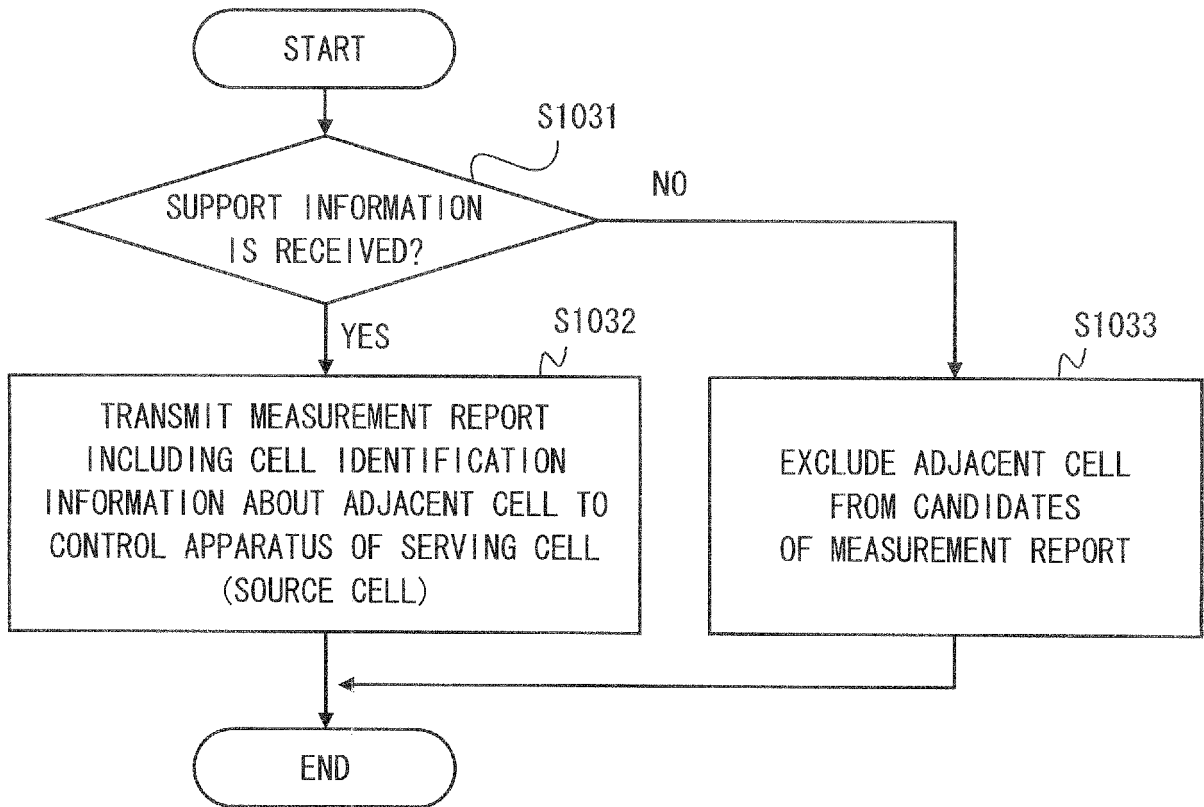 START
S1031
SUPPORT INFORMATION
IS RECEIVED?
NO
YES
S1032
TRANSMIT MEASUREMENT REPORT
INCLUDING CELL IDENTIFICATION
INFORMATION ABOUT ADJACENT CELL TO
CONTROL APPARATUS OF SERVING CELL
(SOURCE CELL)
S1033
EXCLUDE ADJACENT CELL
FROM CANDIDATES
OF MEASUREMENT REPORT
END